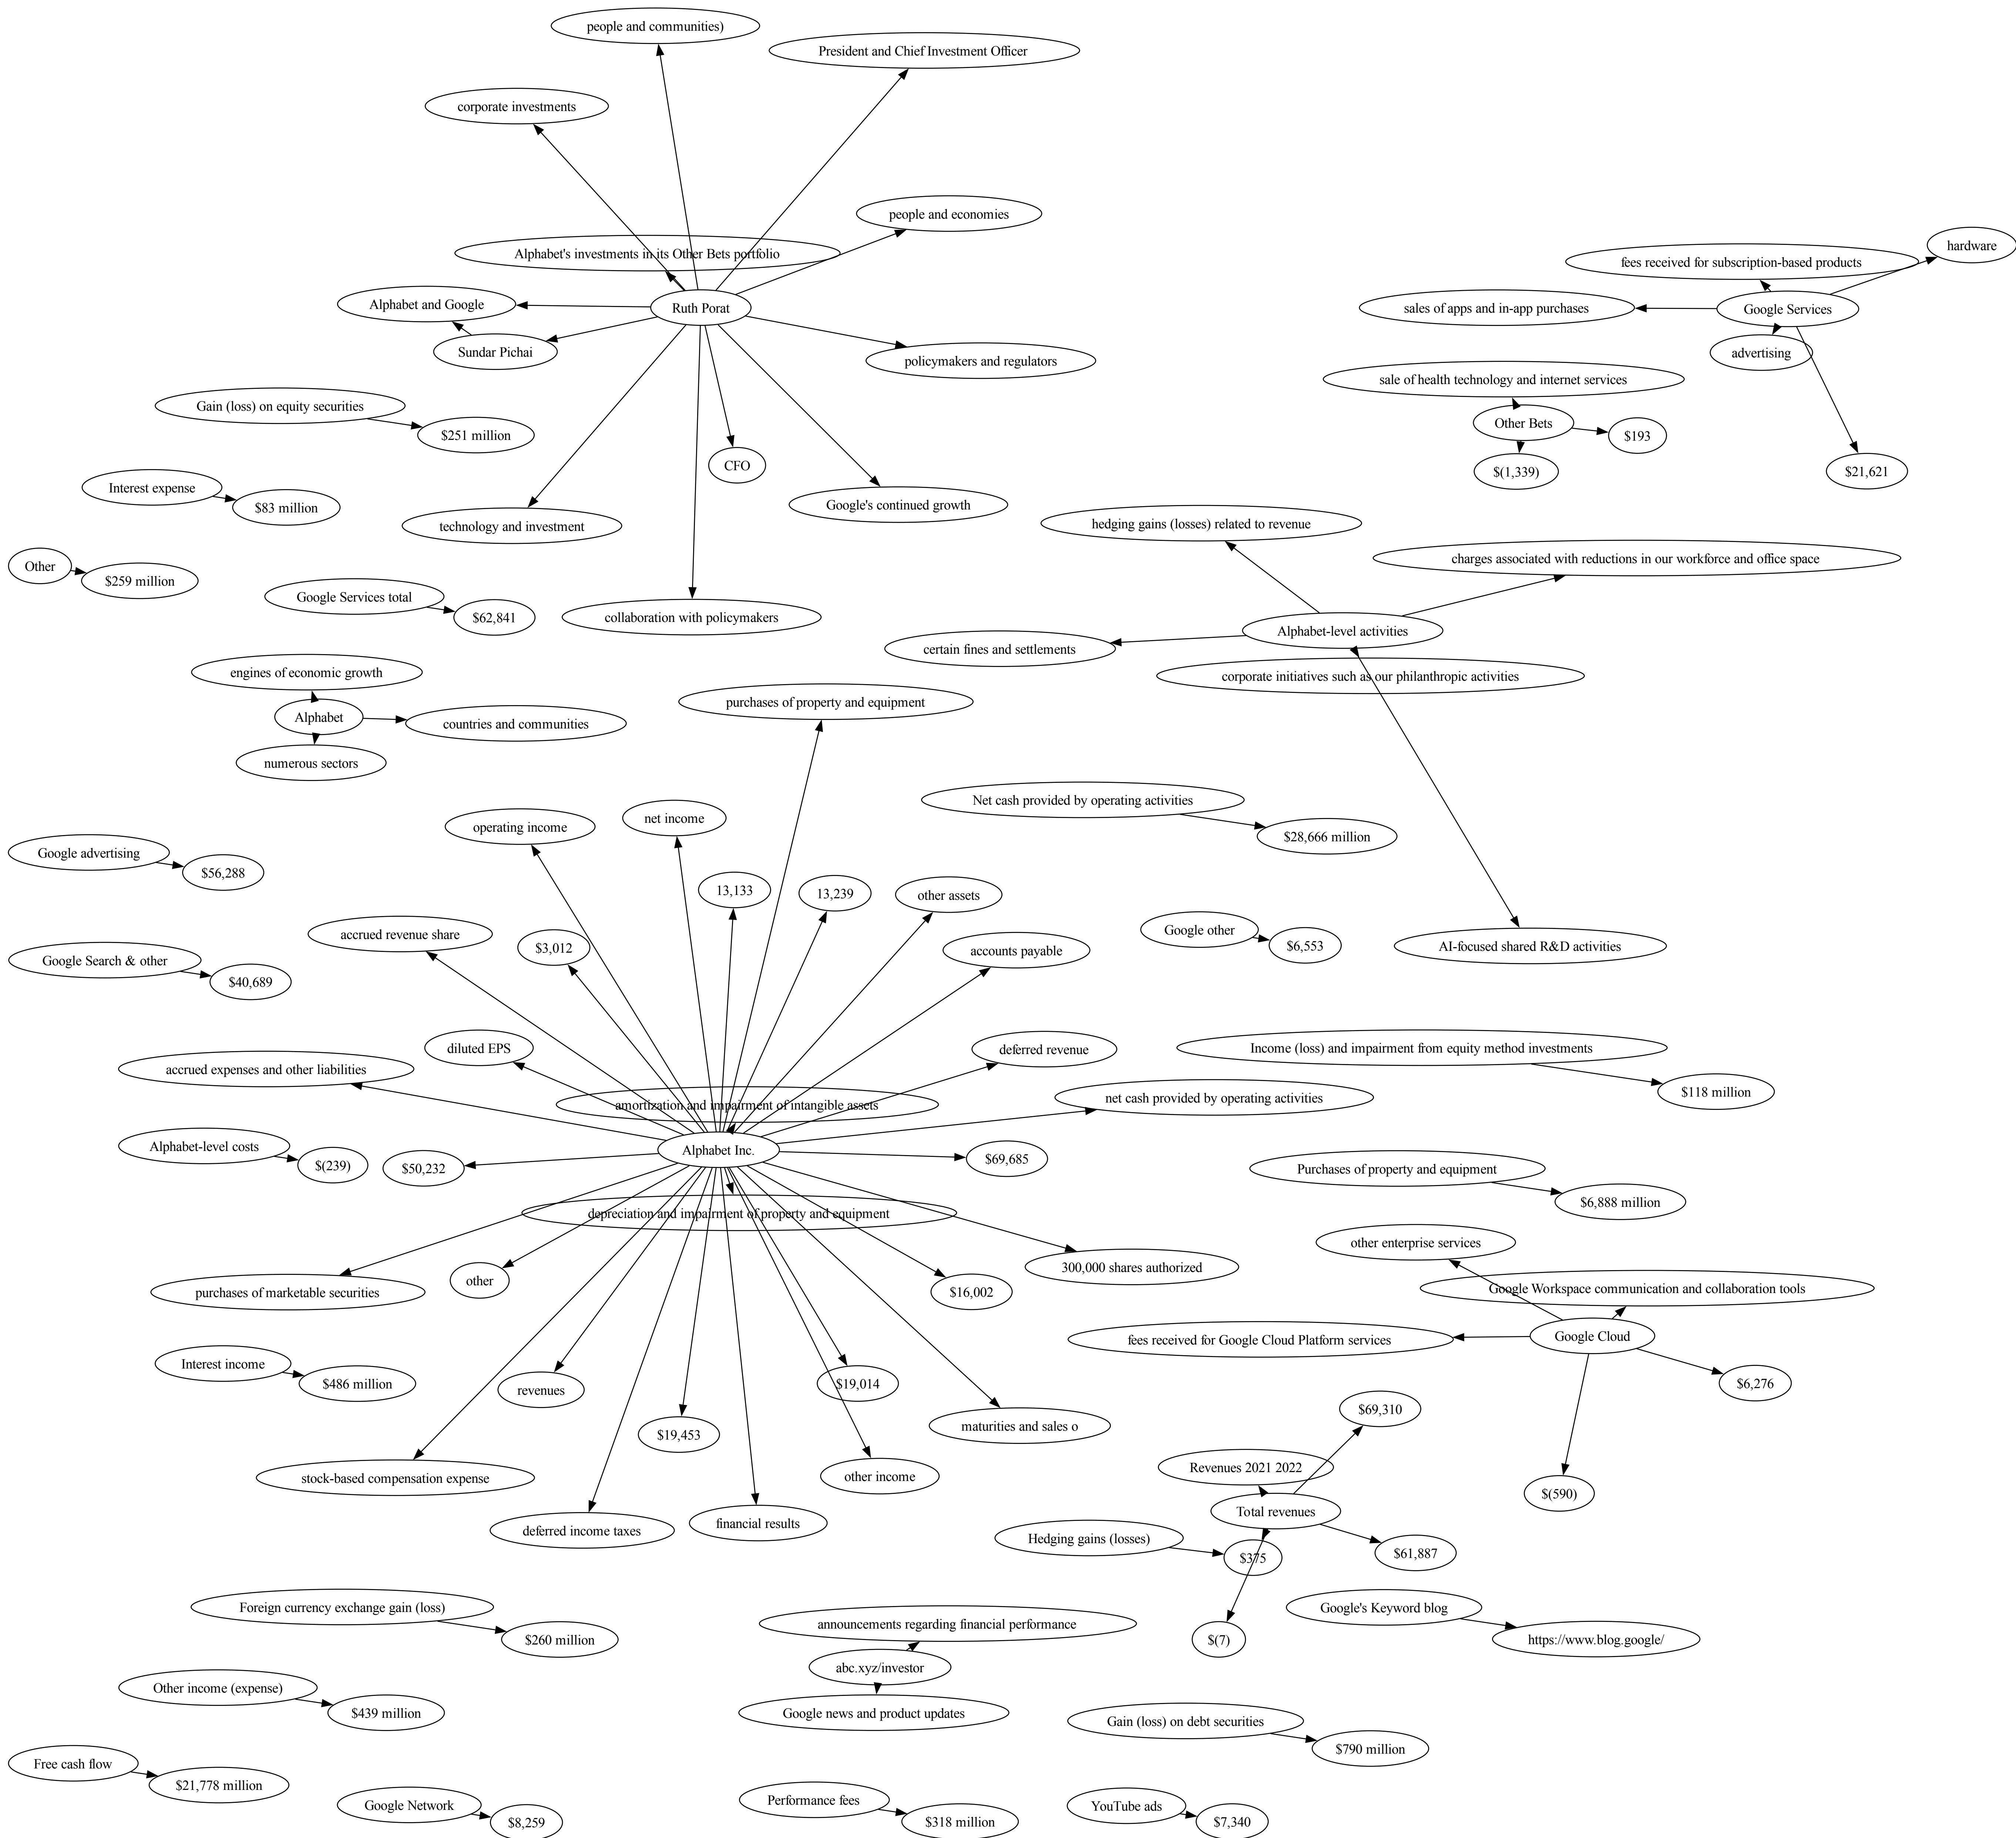 people and communities)
President and Chief Investment Officer
corporate investments
people and economies
hardware
Alphabet's investments in its Other Bets portfolio
fees received for subscription-based products
Alphabet and Google
Ruth Porat
sales of apps and in-app purchases
Google Services
Sundar Pichai
policymakers and regulators
advertising
sale of health technology and internet services
Gain (loss) on equity securities
$251 million
Other Bets
$193
CFO
$(1,339)
$21,621
Interest expense
$83 million
Google's continued growth
technology and investment
hedging gains (losses) related to revenue
charges associated with reductions in our workforce and office space
Other
$259 million
Google Services total
$62,841
collaboration with policymakers
Alphabet-level activities
certain fines and settlements
engines of economic growth
corporate initiatives such as our philanthropic activities
purchases of property and equipment
Alphabet
countries and communities
numerous sectors
Net cash provided by operating activities
$28,666 million
operating income
net income
Google advertising
$56,288
13,133
13,239
other assets
accrued revenue share
$3,012
accounts payable
Google other
$6,553
AI-focused shared R&D activities
Google Search & other
$40,689
diluted EPS
deferred revenue
Income (loss) and impairment from equity method investments
$118 million
accrued expenses and other liabilities
amortization and impairment of intangible assets
net cash provided by operating activities
Alphabet-level costs
$(239)
$50,232
Alphabet Inc.
$69,685
Purchases of property and equipment
$6,888 million
depreciation and impairment of property and equipment
other enterprise services
300,000 shares authorized
purchases of marketable securities
other
$16,002
Google Workspace communication and collaboration tools
fees received for Google Cloud Platform services
Google Cloud
Interest income
$486 million
revenues
$19,014
$6,276
$69,310
$19,453
maturities and sales o
stock-based compensation expense
other income
Revenues 2021 2022
$(590)
Total revenues
deferred income taxes
financial results
Hedging gains (losses)
$375
$61,887
Foreign currency exchange gain (loss)
$260 million
announcements regarding financial performance
$(7)
Google's Keyword blog
https://www.blog.google/
abc.xyz/investor
Other income (expense)
$439 million
Google news and product updates
Gain (loss) on debt securities
$790 million
Free cash flow
$21,778 million
Google Network
$8,259
Performance fees
$318 million
YouTube ads
$7,340